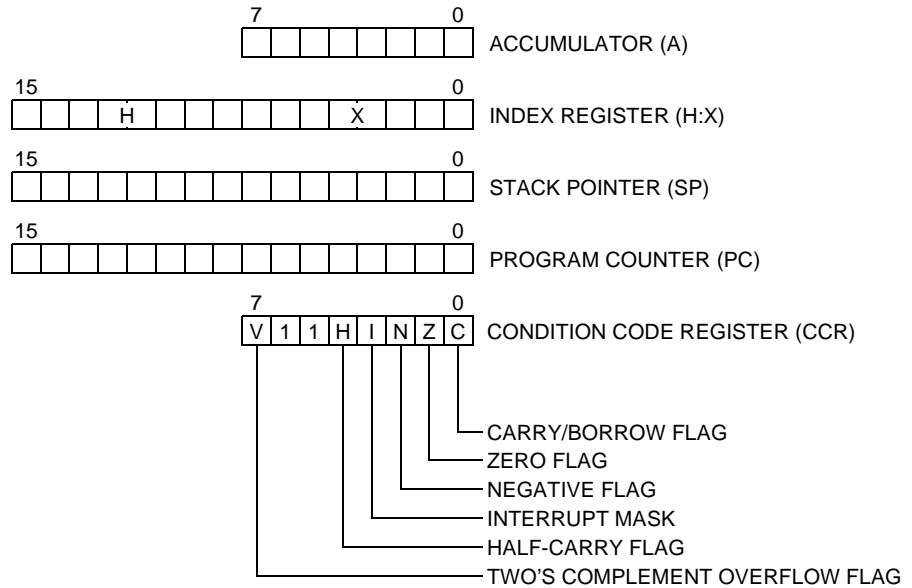 7 0
ACCUMULATOR (A)
15 0
H X INDEX REGISTER (H:X)
15 0
STACK POINTER (SP)
15 0
PROGRAM COUNTER (PC)
7 0
V 1 1 H I N Z C CONDITION CODE REGISTER (CCR)
CARRY/BORROW FLAG
ZERO FLAG
NEGATIVE FLAG
INTERRUPT MASK
HALF-CARRY FLAG
TWO'S COMPLEMENT OVERFLOW FLAG